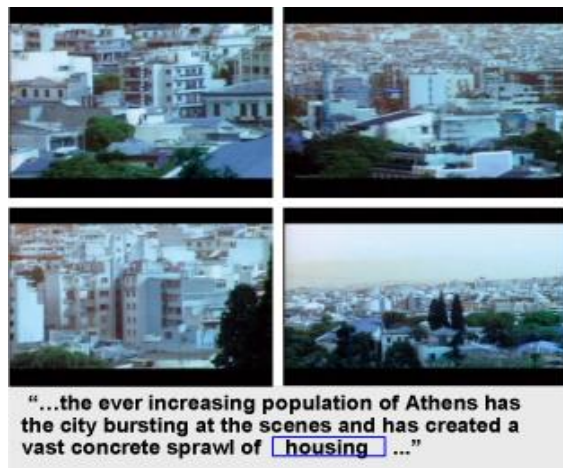 “...the ever increasing population of Athens has
the city bursting at the scenes and has created a
vast concrete sprawl of housing ...”